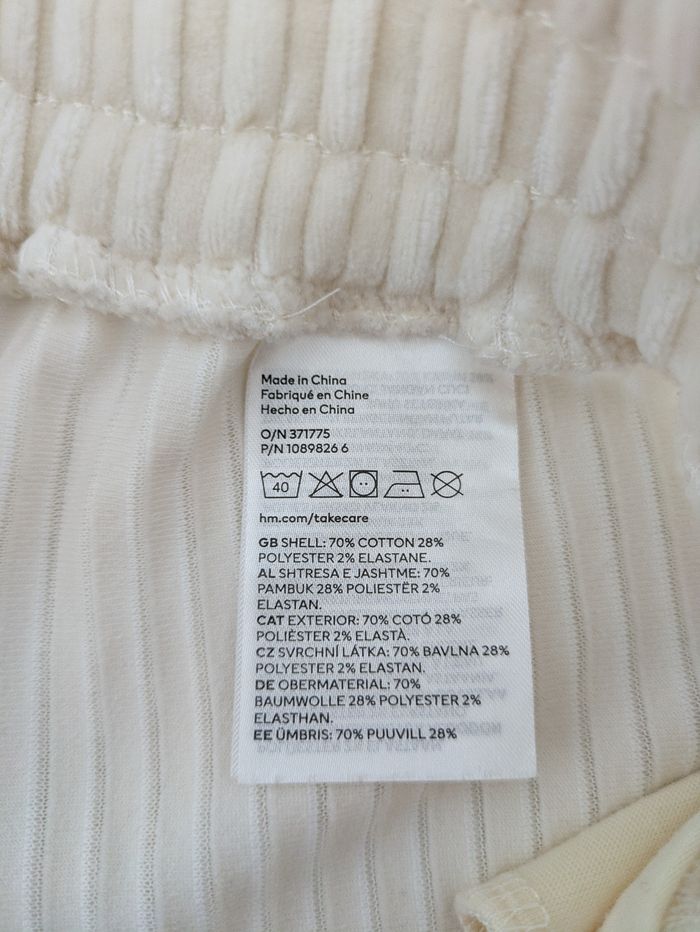 Made in China
Fabriqué en Chine
Hecho en China
O/N 371775
P/N 1089826 6
40
hm.com/takecare
GB SHELL: 70% COTTON 28%
POLYESTER 2% ELASTANE.
AL SHTRESA E JASHTME: 70%
PAMBUK 28% POLIESTËR 2%
ELASTAN.
CAT EXTERIOR: 70% COTÓ 28%
POLIÈSTER 2% ELASTÀ.
CZ SVRCHNÍ LÁTKA: 70% BAVLNA 28%
POLYESTER 2% ELASTAN.
DE OBERMATERIAL: 70%
BAUMWOLLE 28% POLYESTER 2%
ELASTHAN.
EE ÜMBRIS: 70% PUUVILL 28%